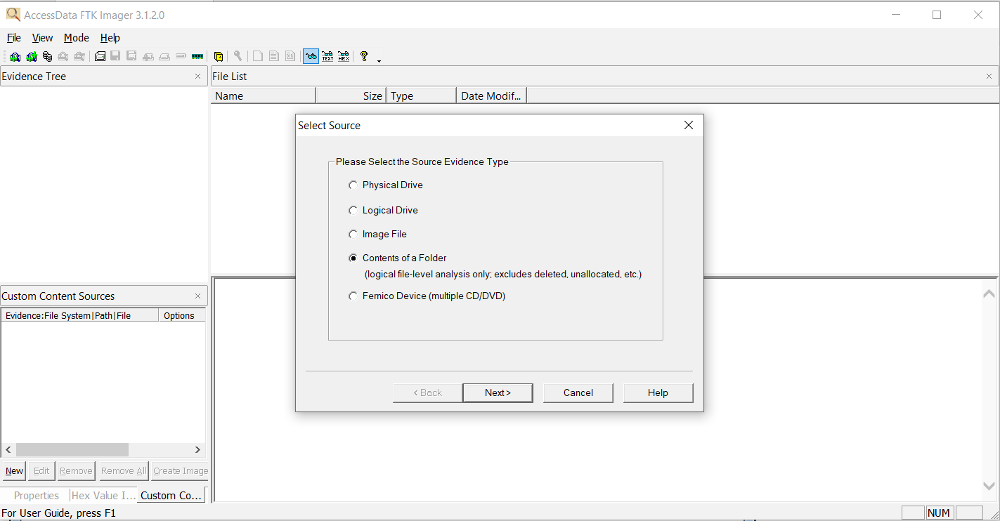 AccessData FTK Imager 3.1.2.0
File View Mode Help
TEXT HEX ?
Evidence Tree
File List
Name Size Type Date Modif...
Select Source
Please Select the Source Evidence Type
Physical Drive
Logical Drive
Image File
Contents of a Folder
(logical file-level analysis only; excludes deleted, unallocated, etc.)
Fernico Device (multiple CD/DVD)
< Back Next > Cancel Help
Custom Content Sources
Evidence:File System|Path|File Options
New Edit Remove Remove All Create Image
Properties Hex Value I... Custom Co...
For User Guide, press F1
NUM